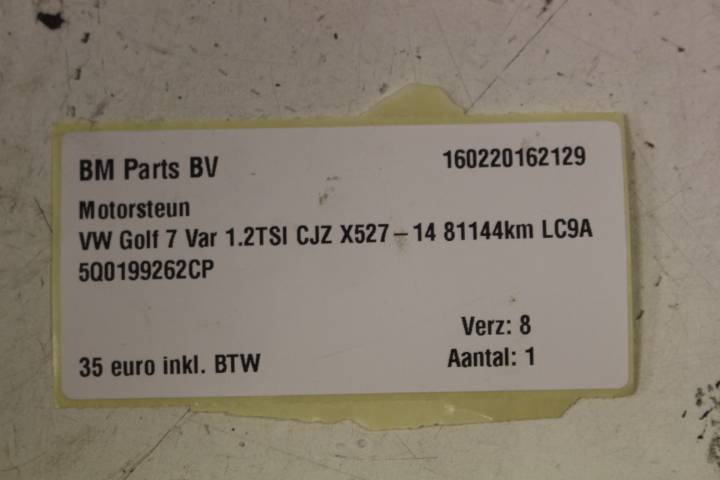 BM Parts BV 160220162129
Motorsteun
VW Golf 7 Var 1.2TSI CJZ X527-14 81144km LC9A
5Q0199262CP
Verz: 8
35 euro inkl. BTW Aantal: 1